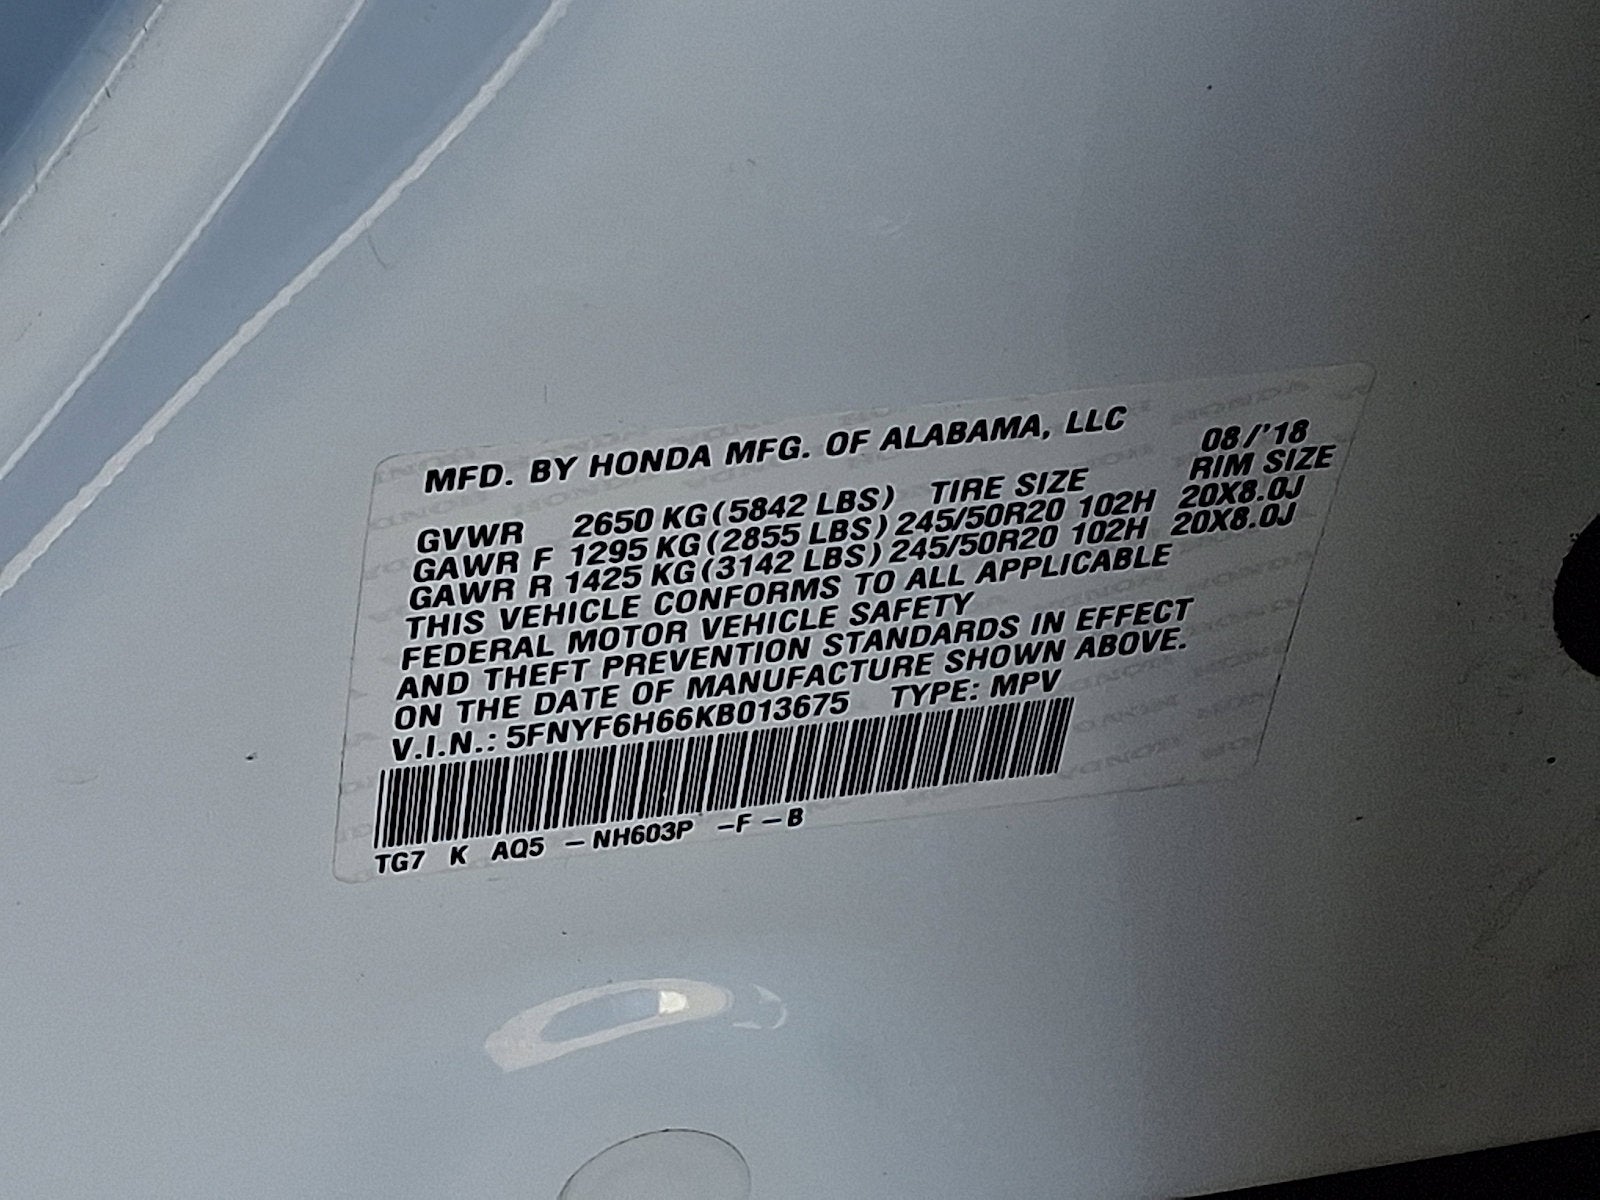 MFD. BY HONDA MFG. OF ALABAMA, LLC 08/'18
GVWR 2650 KG (5842 LBS) TIRE SIZE RIM SIZE
GAWR F 1295 KG (2855 LBS) 245/50R20 102H 20X8.0J
GAWR R 1425 KG (3142 LBS) 245/50R20 102H 20X8.0J
THIS VEHICLE CONFORMS TO ALL APPLICABLE
FEDERAL MOTOR VEHICLE SAFETY
AND THEFT PREVENTION STANDARDS IN EFFECT
ON THE DATE OF MANUFACTURE SHOWN ABOVE.
V.I.N.: 5FNYF6H66KB013675 TYPE: MPV
TG7 K AQ5 -NH603P -F-B